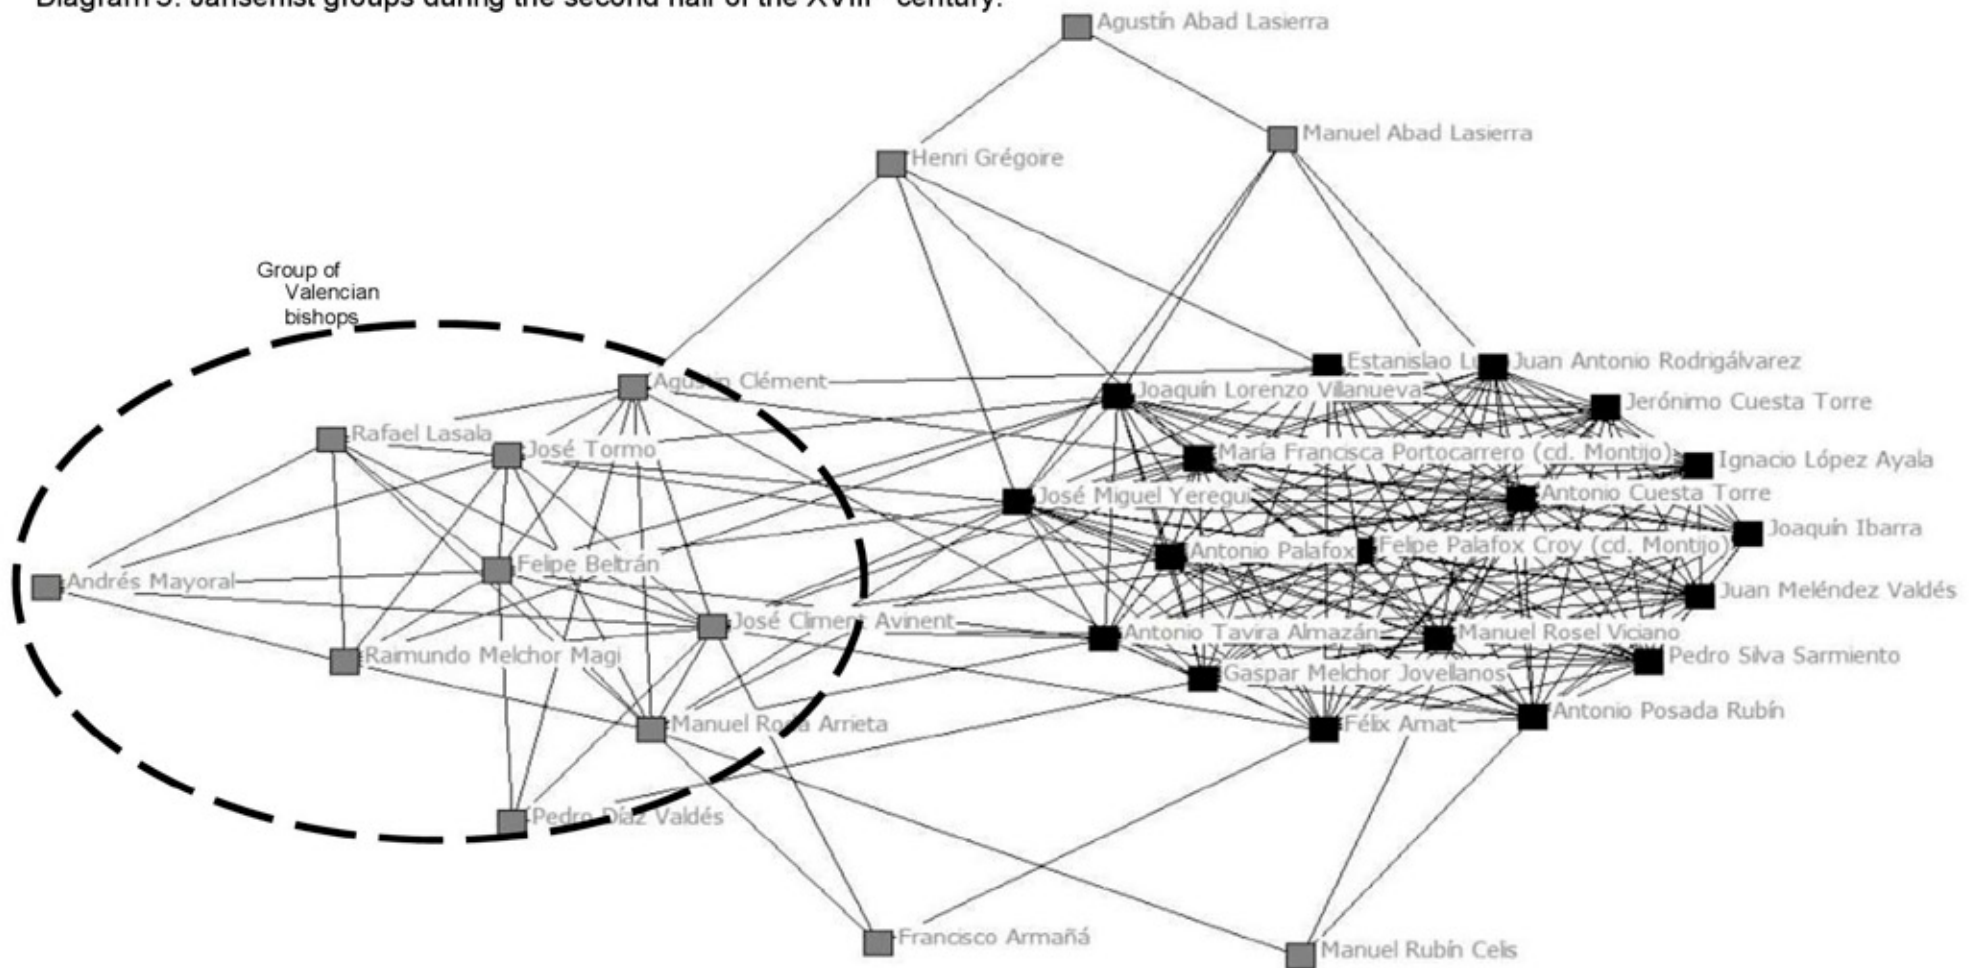 Diagram 3. Jansenist groups during the second half of the XVIII century.
Agustín Abad Lasierra
Manuel Abad Lasierra
Henri Grégoire
Group of
Valencian
bishops
Estanislao
Juan Antonio Rodrigálvarez
Agustín Clément
Joaquín Lorenzo Villanueva
Jerónimo Cuesta Torre
Rafael Lasala
José Tormo
María Francisca Portocarrero (cd. Montijo)
Ignacio López Ayala
José Miguel Yeregui
Antonio Cuesta Torre
Joaquín Ibarra
Antonio Palafox
Felipe Palafox Croy (cd. Montijo)
Felipe Beltrán
Andrés Mayoral
Juan Meléndez Valdés
José Climent Avinent
Antonio Tavira Almazán
Manuel Rosel Viciano
Raimundo Melchor Magi
Pedro Silva Sarmiento
Gaspar Melchor Jovellanos
Manuel Roda Arrieta
Félix Amat
Antonio Posada Rubín
Pedro Díaz Valdés
Francisco Armañá
Manuel Rubín Celis